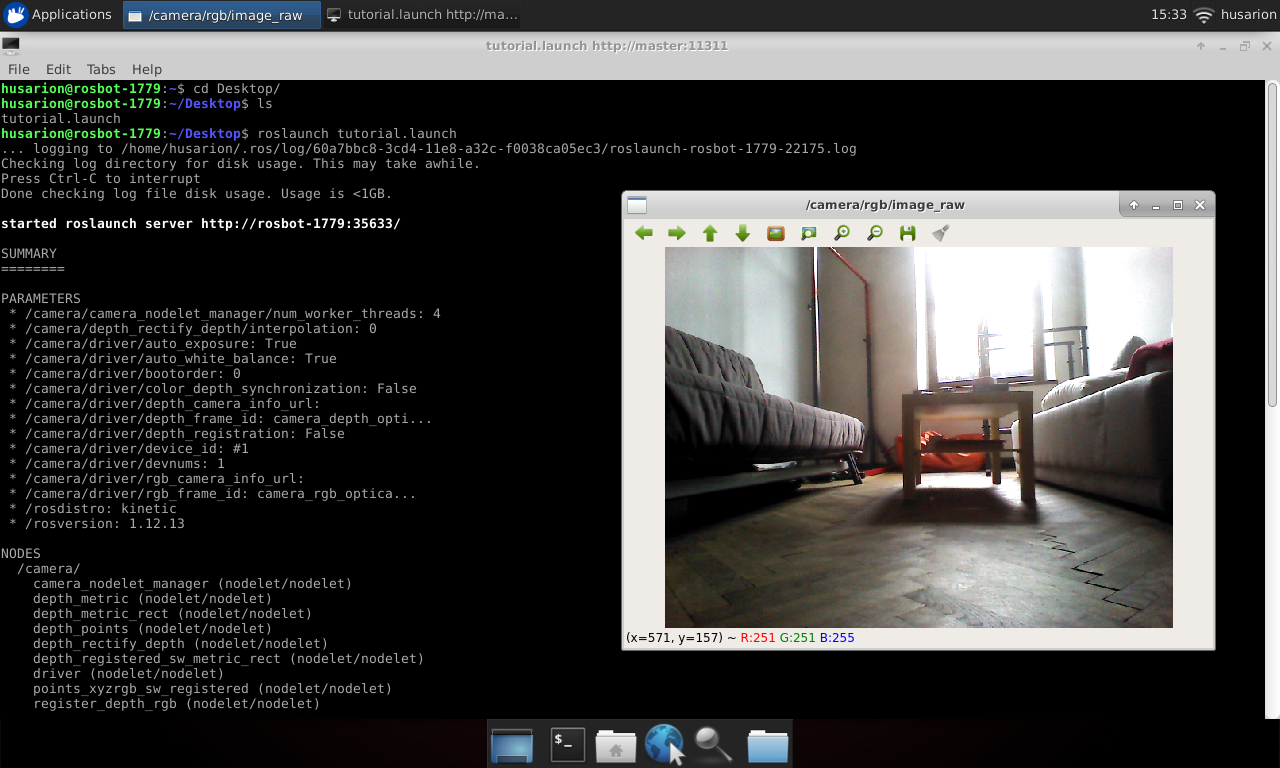 Applications /camera/rgb/image_raw tutorial.launch http://ma... 15:33 husarion
tutorial.launch http://master:11311
File Edit Tabs Help
husarion@rosbot-1779:~$ cd Desktop/
husarion@rosbot-1779:~/Desktop$ ls
tutorial.launch
husarion@rosbot-1779:~/Desktop$ roslaunch tutorial.launch
... logging to /home/husarion/.ros/log/60a7bbc8-3cd4-11e8-a32c-f0038ca05ec3/roslaunch-rosbot-1779-22175.log
Checking log directory for disk usage. This may take awhile.
Press Ctrl-C to interrupt
Done checking log file disk usage. Usage is <1GB.
started roslaunch server http://rosbot-1779:35633/
SUMMARY
========
PARAMETERS
* /camera/camera_nodelet_manager/num_worker_threads: 4
* /camera/depth_rectify_depth/interpolation: 0
* /camera/driver/auto_exposure: True
* /camera/driver/auto_white_balance: True
* /camera/driver/bootorder: 0
* /camera/driver/color_depth_synchronization: False
* /camera/driver/depth_camera_info_url:
* /camera/driver/depth_frame_id: camera_depth_opti...
* /camera/driver/depth_registration: False
* /camera/driver/device_id: #1
* /camera/driver/devnums: 1
* /camera/driver/rgb_camera_info_url:
* /camera/driver/rgb_frame_id: camera_rgb_optica...
* /rosdistro: kinetic
* /rosversion: 1.12.13
NODES
/camera/
camera_nodelet_manager (nodelet/nodelet)
depth_metric (nodelet/nodelet)
depth_metric_rect (nodelet/nodelet)
depth_points (nodelet/nodelet)
depth_rectify_depth (nodelet/nodelet)
depth_registered_sw_metric_rect (nodelet/nodelet)
driver (nodelet/nodelet)
points_xyzrgb_sw_registered (nodelet/nodelet)
register_depth_rgb (nodelet/nodelet)
/camera/rgb/image_raw
(x=571, y=157) ~ R:251 G:251 B:255
$_